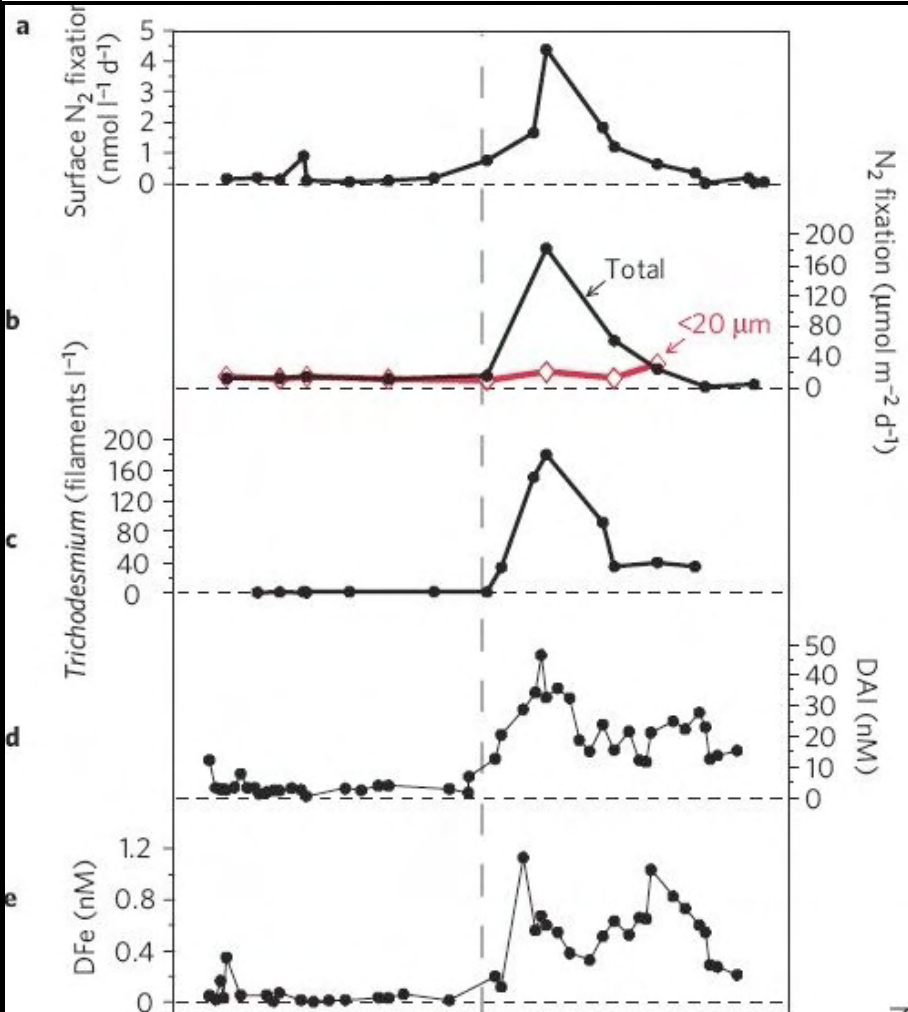 a
Surface N2 fixation
(nmol l−1 d−1)
5
4
3
2
1
0
b
N2 fixation (μmol m−2 d−1)
200
160
120
80
40
0
Total
<20 μm
c
Trichodesmium (filaments l−1)
200
160
120
80
40
0
d
DAl (nM)
50
40
30
20
10
0
e
DFe (nM)
1.2
0.8
0.4
0